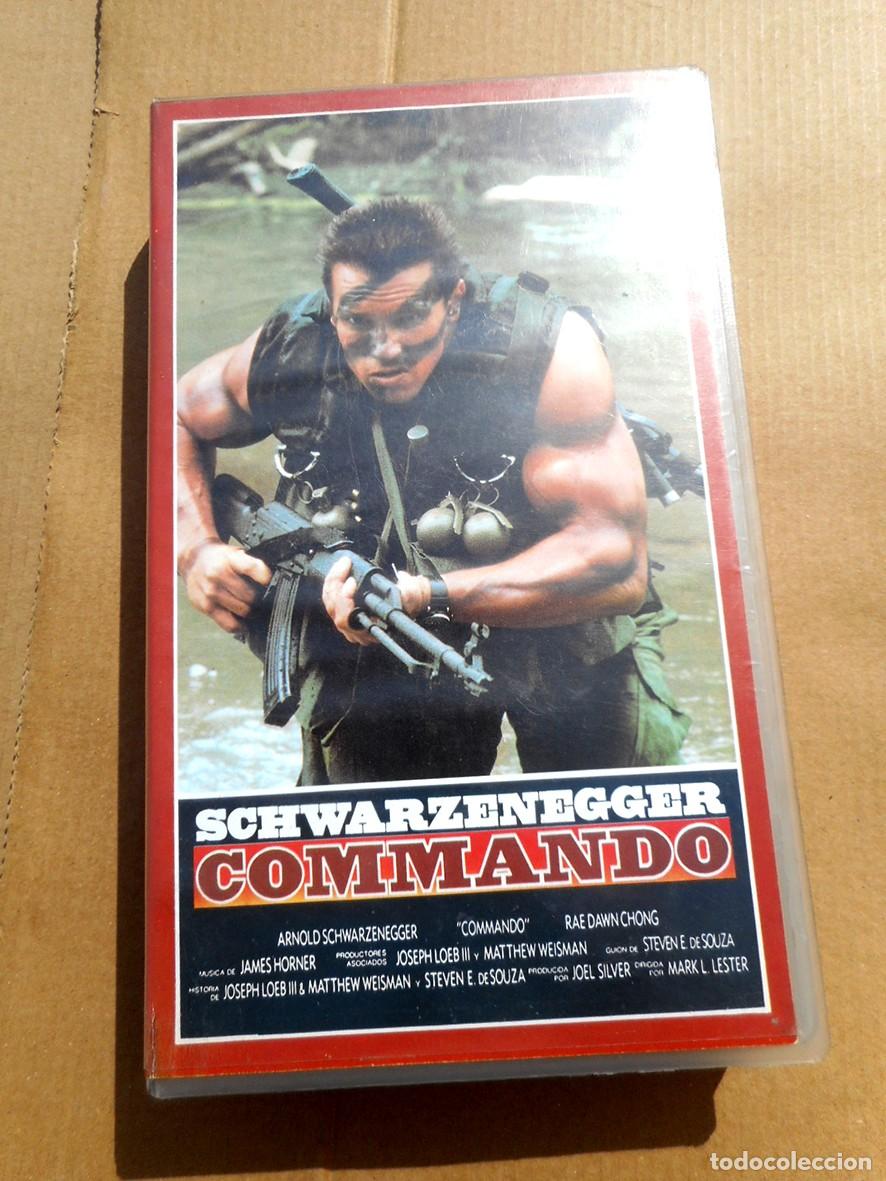 SCHWARZENEGGER
COMMANDO
ARNOLD SCHWARZENEGGER "COMMANDO" RAE DAWN CHONG
MUSICA DE JAMES HORNER PRODUCTORES ASOCIADOS JOSEPH LOEB III Y MATTHEW WEISMAN GUION DE STEVEN E. DE SOUZA
HISTORIA DE JOSEPH LOEB III & MATTHEW WEISMAN Y STEVEN E. DE SOUZA PRODUCIDA POR JOEL SILVER DIRIGIDA POR MARK L. LESTER
todocoleccion